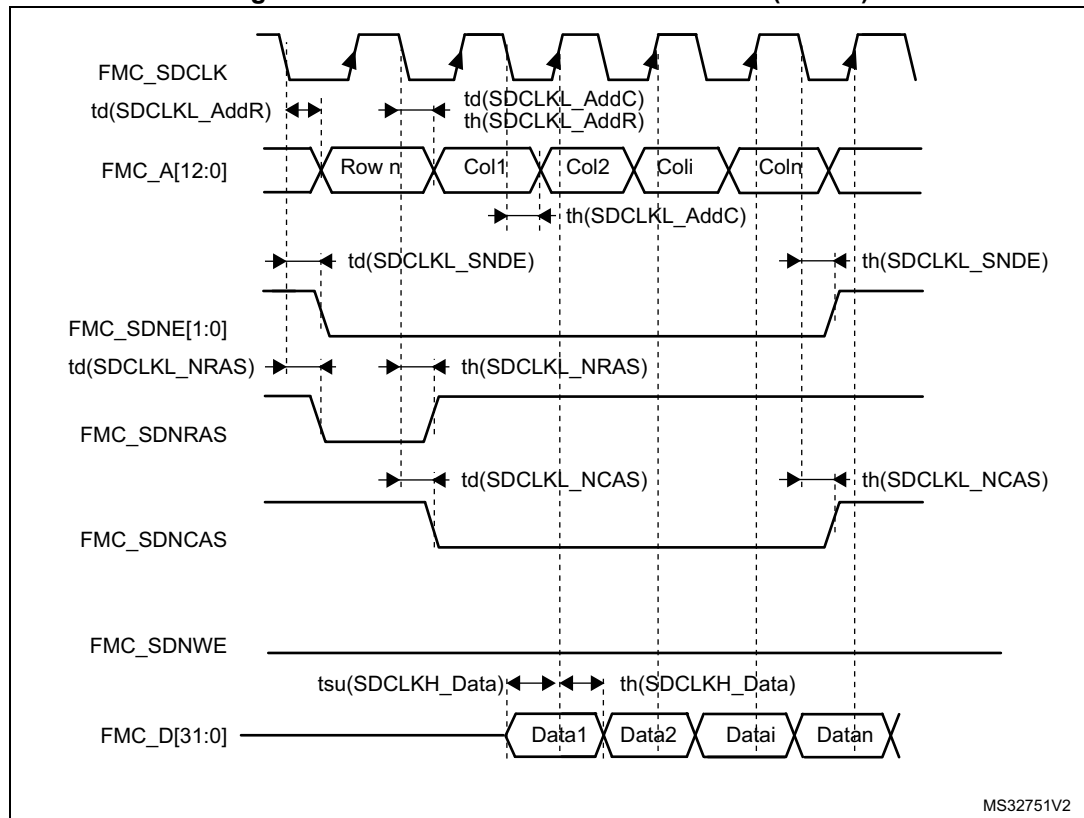 FMC_SDCLK
td(SDCLKL_AddR)
td(SDCLKL_AddC)
th(SDCLKL_AddR)
FMC_A[12:0]
Row n
Col1
Col2
Coli
Coln
th(SDCLKL_AddC)
td(SDCLKL_SNDE)
th(SDCLKL_SNDE)
FMC_SDNE[1:0]
td(SDCLKL_NRAS)
th(SDCLKL_NRAS)
FMC_SDNRAS
td(SDCLKL_NCAS)
th(SDCLKL_NCAS)
FMC_SDNCAS
FMC_SDNWE
tsu(SDCLKH_Data)
th(SDCLKH_Data)
FMC_D[31:0]
Data1
Data2
Datai
Datan
MS32751V2